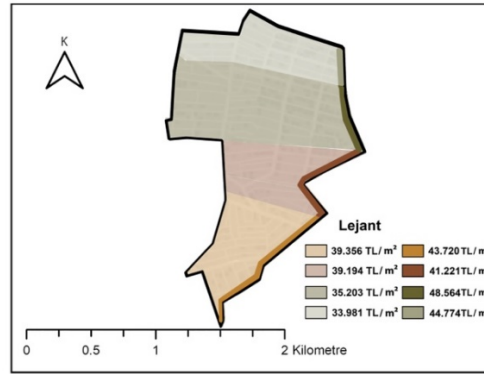 K
Lejant
39.356 TL/ m² 43.720 TL/ m
39.194 TL/ m² 41.221 TL/ m
35.203 TL/ m² 48.564 TL/ m
33.981 TL/ m² 44.774 TL/ m
0 0.5 1 2 Kilometre